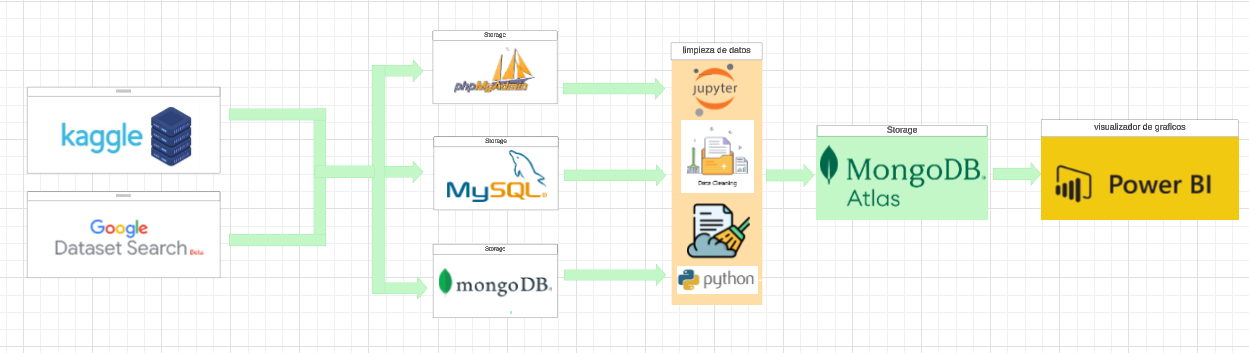 kaggle
Google
Dataset Search Beta
Storage
phpMyAdmin
Storage
MySQL®
Storage
mongoDB®
limpieza de datos
jupyter
Data Cleaning
python
Storage
MongoDB®
Atlas
visualizador de graficos
Power BI